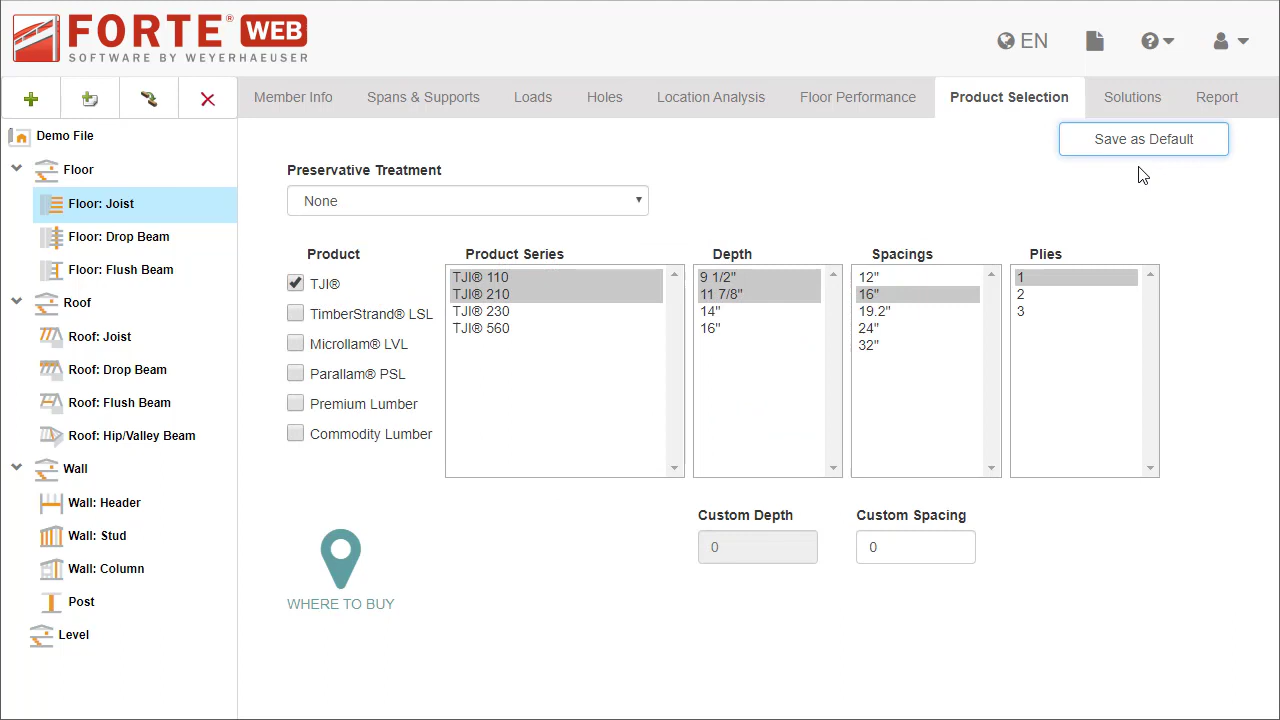 FORTE® WEB
SOFTWARE BY WEYERHAEUSER
EN
Member Info
Spans & Supports
Loads
Holes
Location Analysis
Floor Performance
Product Selection
Solutions
Report
Save as Default
Demo File
Floor
Floor: Joist
Floor: Drop Beam
Floor: Flush Beam
Roof
Roof: Joist
Roof: Drop Beam
Roof: Flush Beam
Roof: Hip/Valley Beam
Wall
Wall: Header
Wall: Stud
Wall: Column
Post
Level
Preservative Treatment
None
Product
TJI®
TimberStrand® LSL
Microllam® LVL
Parallam® PSL
Premium Lumber
Commodity Lumber
Product Series
TJI® 110
TJI® 210
TJI® 230
TJI® 560
Depth
9 1/2"
11 7/8"
14"
16"
Spacings
12"
16"
19.2"
24"
32"
Plies
1
2
3
Custom Depth
0
Custom Spacing
0
WHERE TO BUY